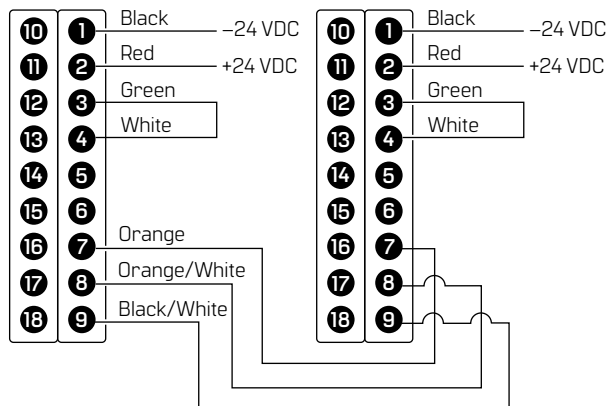 10 1 Black −24 VDC 10 1 Black −24 VDC
11 2 Red +24 VDC 11 2 Red +24 VDC
12 3 Green 12 3 Green
13 4 White 13 4 White
14 5 14 5
15 6 15 6
16 7 Orange 16 7
17 8 Orange/White 17 8
18 9 Black/White 18 9